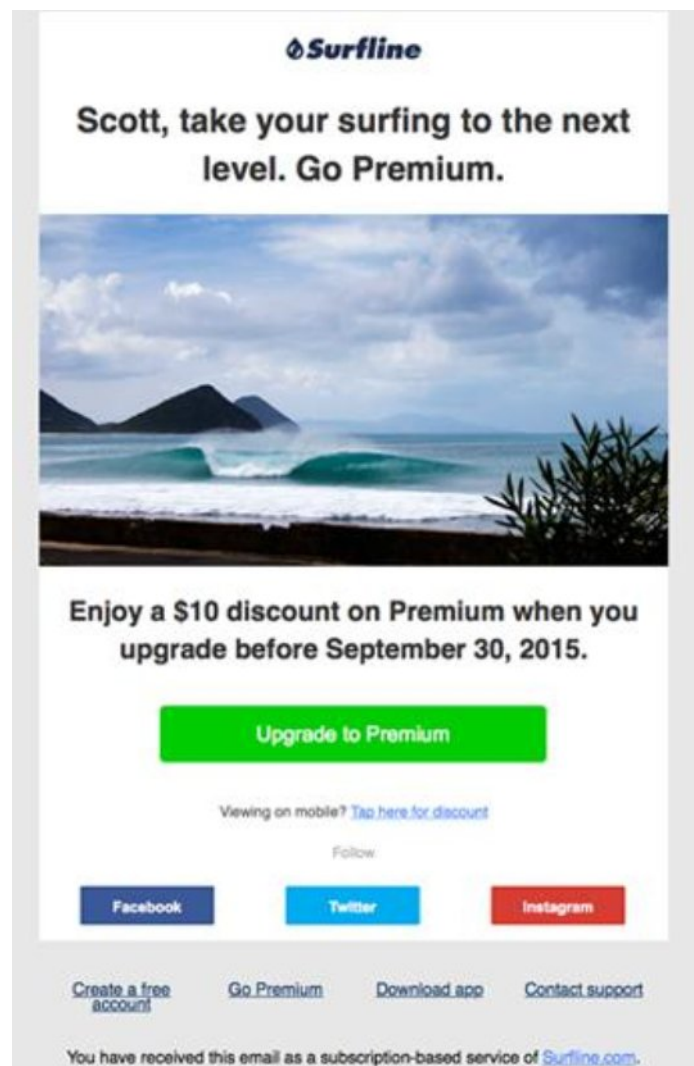 Surfline
Scott, take your surfing to the next
level. Go Premium.
Enjoy a $10 discount on Premium when you
upgrade before September 30, 2015.
Upgrade to Premium
Viewing on mobile? Tap here for discount
Follow
Facebook
Twitter
Instagram
Create a free
account
Go Premium
Download app
Contact support
You have received this email as a subscription-based service of Surfline.com.